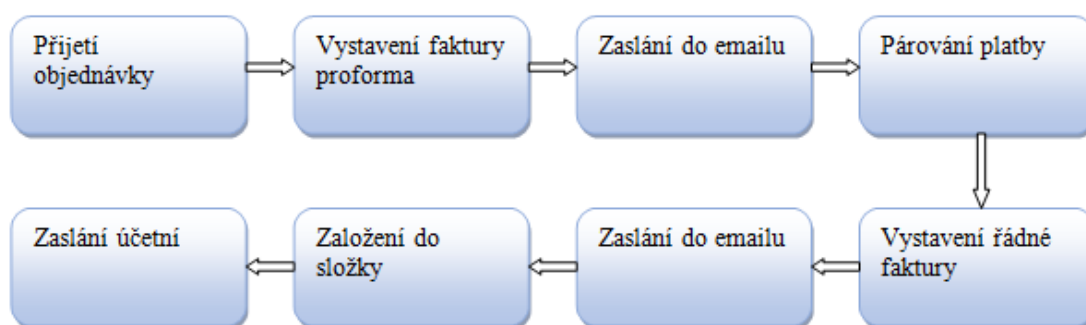 Přijetí
objednávky
Vystavení faktury
proforma
Zaslání do emailu
Párování platby
Vystavení řádné
faktury
Zaslání do emailu
Založení do
složky
Zaslání účetní